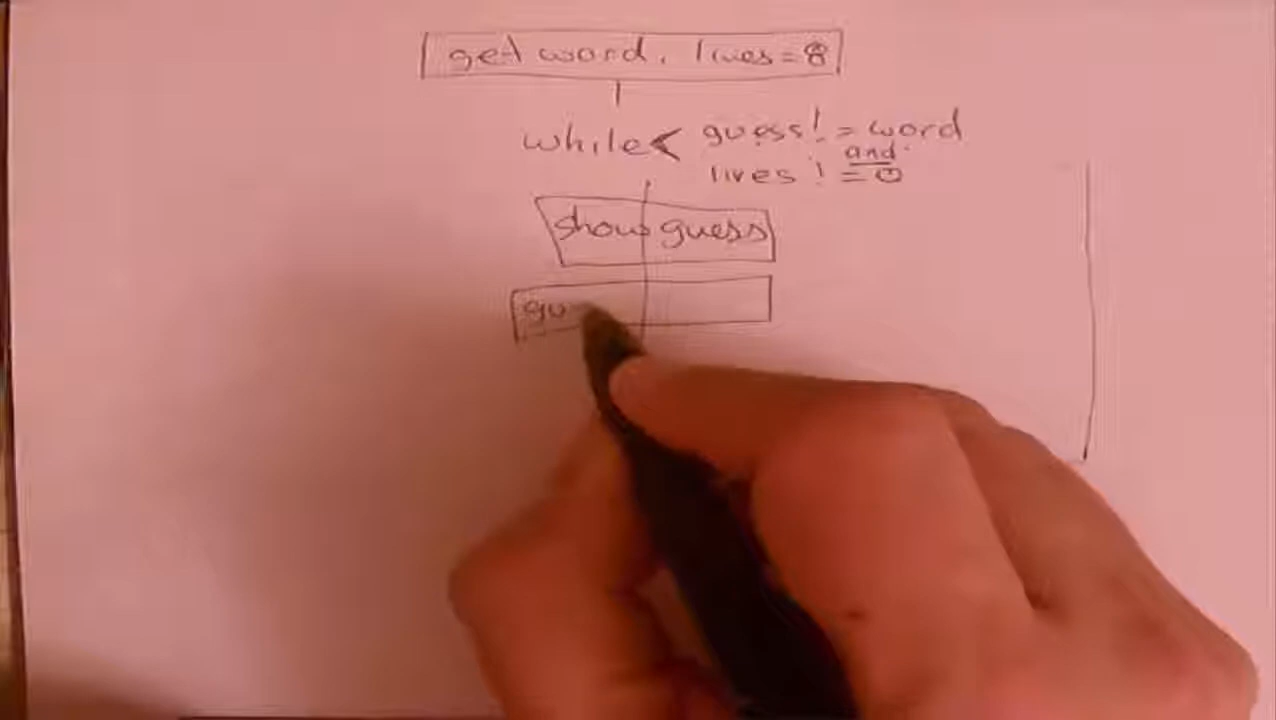 get word, lives = 8
while < guess! = word
and
lives ! = 0
show guess
gu